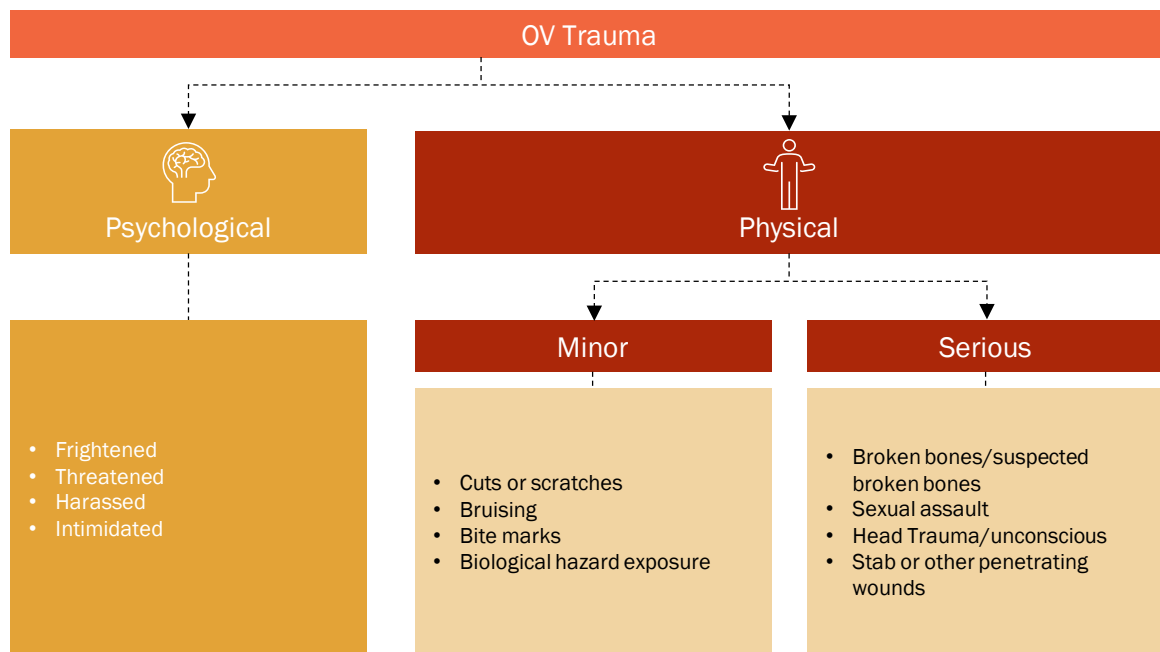 OV Trauma
Psychological
Physical
Minor
Serious
• Frightened
• Threatened
• Harassed
• Intimidated
• Cuts or scratches
• Bruising
• Bite marks
• Biological hazard exposure
• Broken bones/suspected
broken bones
• Sexual assault
• Head Trauma/unconscious
• Stab or other penetrating
wounds